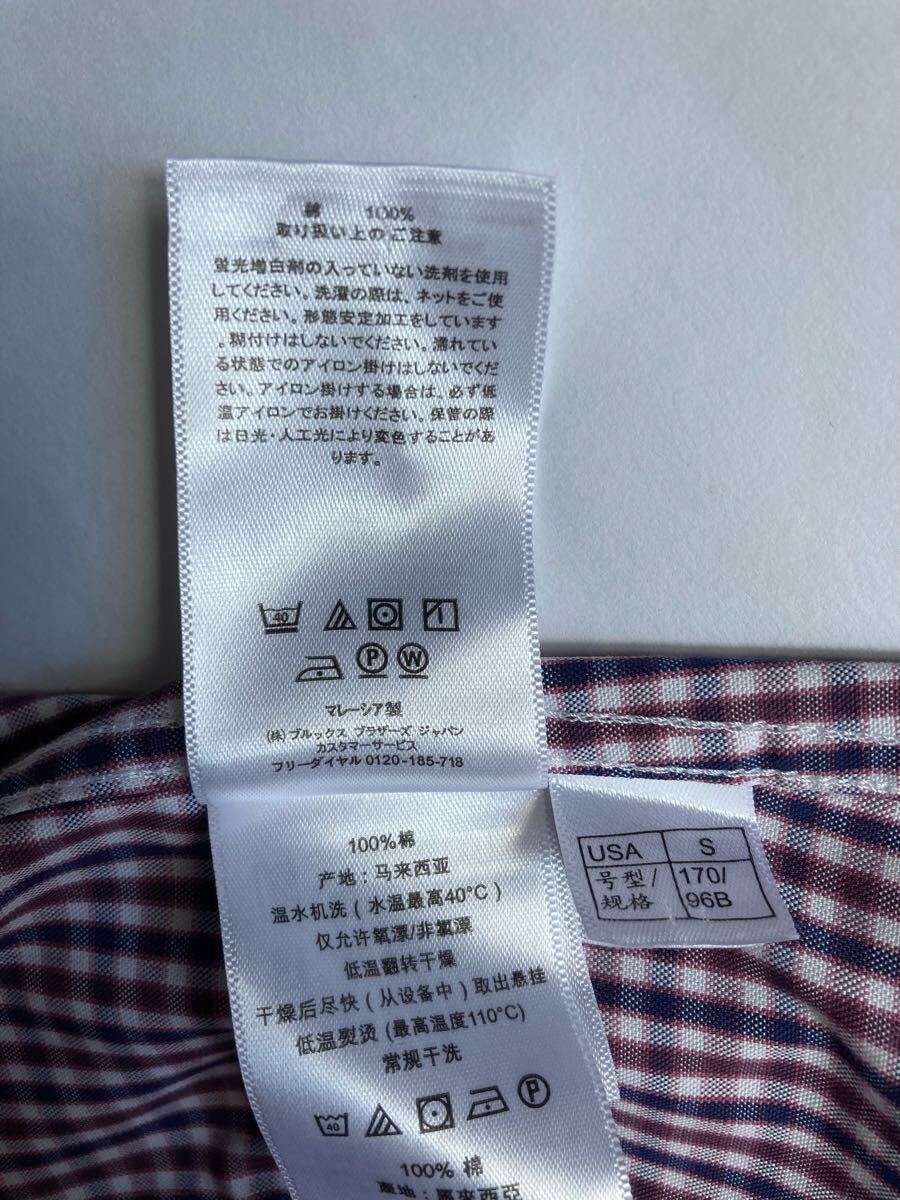 綿 100%
取り扱い上のご注意
蛍光増白剤の入っていない洗剤を使用
してください。洗濯の際は、ネットをご使
用ください。形態安定加工をしています
。糊付けはしないでください。濡れてい
る状態でのアイロン掛けはしないでくだ
さい。アイロン掛けする場合は、必ず低
温アイロンでお掛けください。保管の際
は日光・人工光により変色することがあ
ります。
40
P W
マレーシア製
(株)ブルックス ブラザーズ ジャパン
カスタマーサービス
フリーダイヤル 0120-185-718
100%棉
产地:马来西亚
温水机洗(水温最高40°C)
仅允许氧漂/非氯漂
低温翻转干燥
干燥后尽快(从设备中)取出悬挂
低温熨烫(最高温度110°C)
常规干洗
40 P
100% 棉
產地:馬來西亞
USA S
号型/ 170/
规格 96B